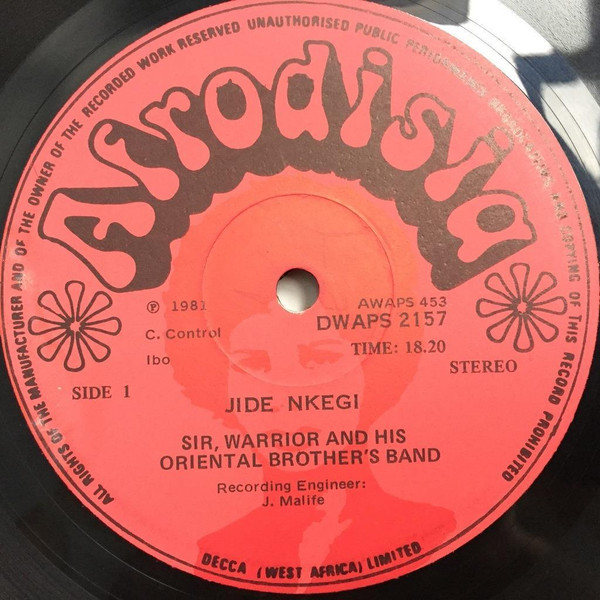 ALL RIGHTS OF THE MANUFACTURER AND OF THE OWNER OF THE RECORDED WORK RESERVED UNAUTHORISED PUBLIC PERFORMANCE COPYING OF THIS RECORD PROHIBITED
Afrodisia
℗ 1981
AWAPS 453
C. Control
DWAPS 2157
Ibo
TIME: 18.20
SIDE 1
STEREO
JIDE NKEGI
SIR, WARRIOR AND HIS
ORIENTAL BROTHER'S BAND
Recording Engineer:
J. Malife
DECCA (WEST AFRICA) LIMITED